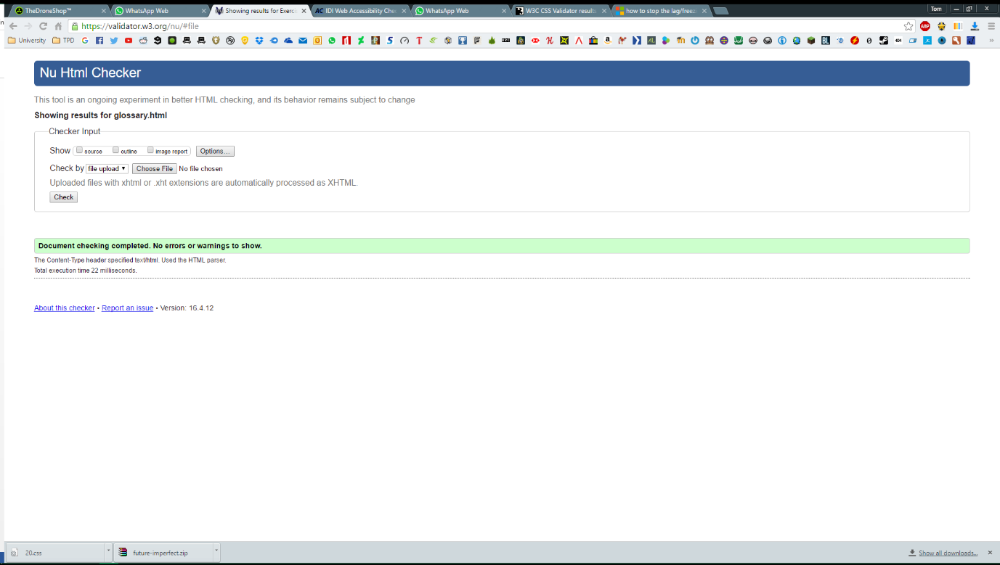 TheDroneShop™
WhatsApp Web
Showing results for Exerci
AC IDI Web Accessibility Che
WhatsApp Web
W3C CSS Validator results
how to stop the lag/freez
Tom
https://validator.w3.org/nu/#file
ABP
University
TPD
Nu Html Checker
This tool is an ongoing experiment in better HTML checking, and its behavior remains subject to change
Showing results for glossary.html
Checker Input
Show source outline image report Options...
Check by file upload Choose File No file chosen
Uploaded files with xhtml or .xht extensions are automatically processed as XHTML.
Check
Document checking completed. No errors or warnings to show.
The Content-Type header specified text/html. Used the HTML parser.
Total execution time 22 milliseconds.
About this checker • Report an issue • Version: 16.4.12
20.css
future-imperfect.zip
Show all downloads...